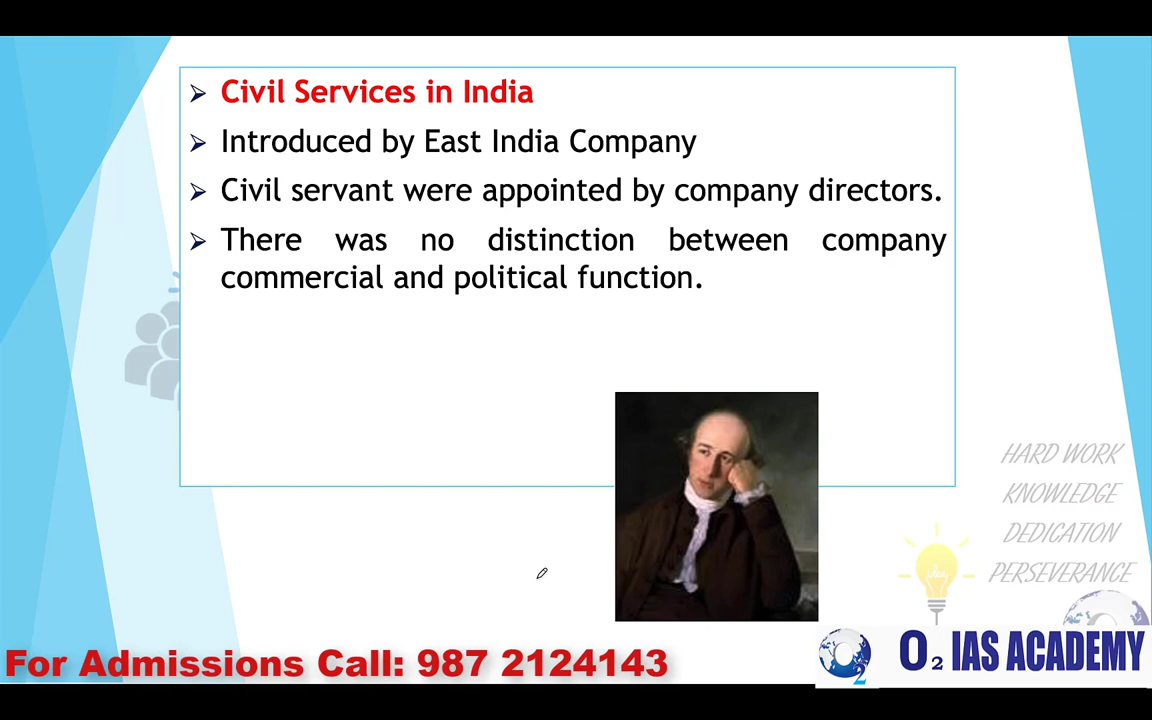 Civil Services in India
Introduced by East India Company
Civil servant were appointed by company directors.
There was no distinction between company
commercial and political function.
HARD WORK
KNOWLEDGE
DEDICATION
PERSEVERANCE
idea
For Admissions Call: 987 2124143
O2
O2 IAS ACADEMY